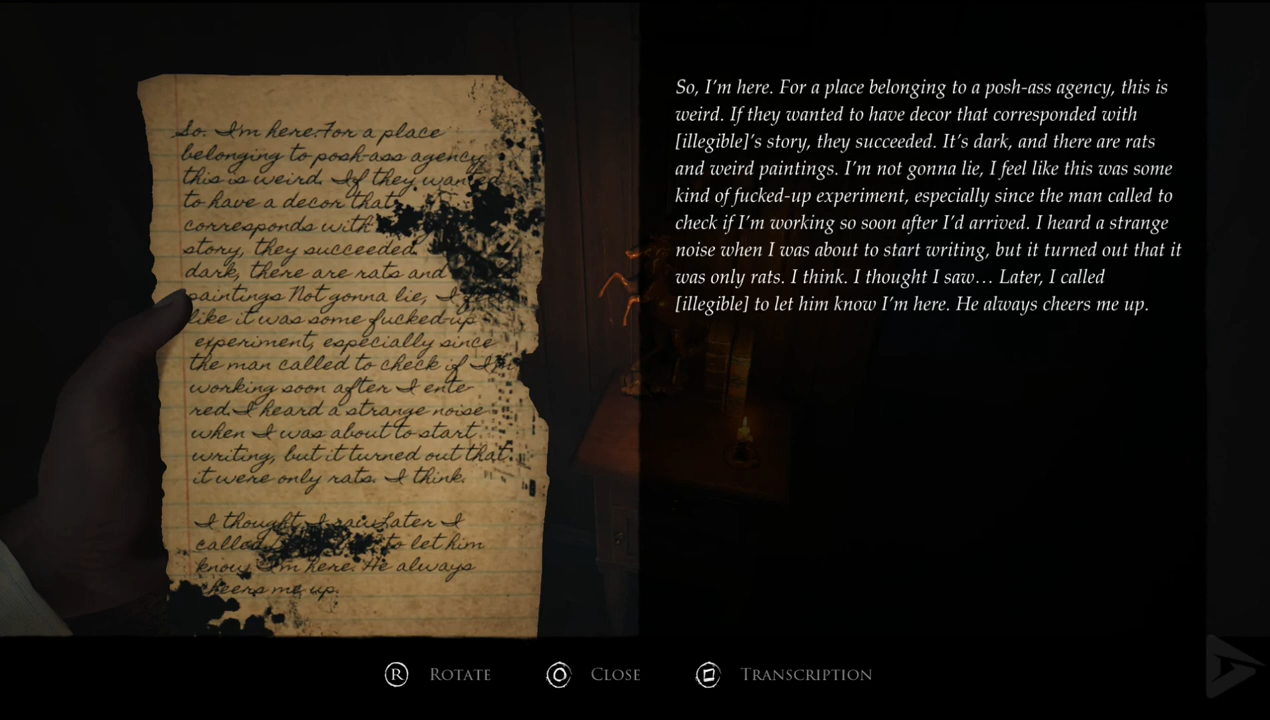 So. I'm here. For a place
belonging to posh-ass agency,
this is weird. If they wanted
to have a decor that
corresponds with
story, they succeeded.
dark, there are rats and
paintings Not gonna lie, I
like it was some fucked-up
experiment, especially since
the man called to check if I'm
working soon after I ente-
red. I heard a strange noise
when I was about to start
writing, but it turned out that
it were only rats. I think.
I thought I saw Later I
called to let him
know I'm here. He always
cheers me up.
So, I'm here. For a place belonging to a posh-ass agency, this is
weird. If they wanted to have decor that corresponded with
[illegible]'s story, they succeeded. It's dark, and there are rats
and weird paintings. I'm not gonna lie, I feel like this was some
kind of fucked-up experiment, especially since the man called to
check if I'm working so soon after I'd arrived. I heard a strange
noise when I was about to start writing, but it turned out that it
was only rats. I think. I thought I saw… Later, I called
[illegible] to let him know I'm here. He always cheers me up.
R ROTATE CLOSE TRANSCRIPTION